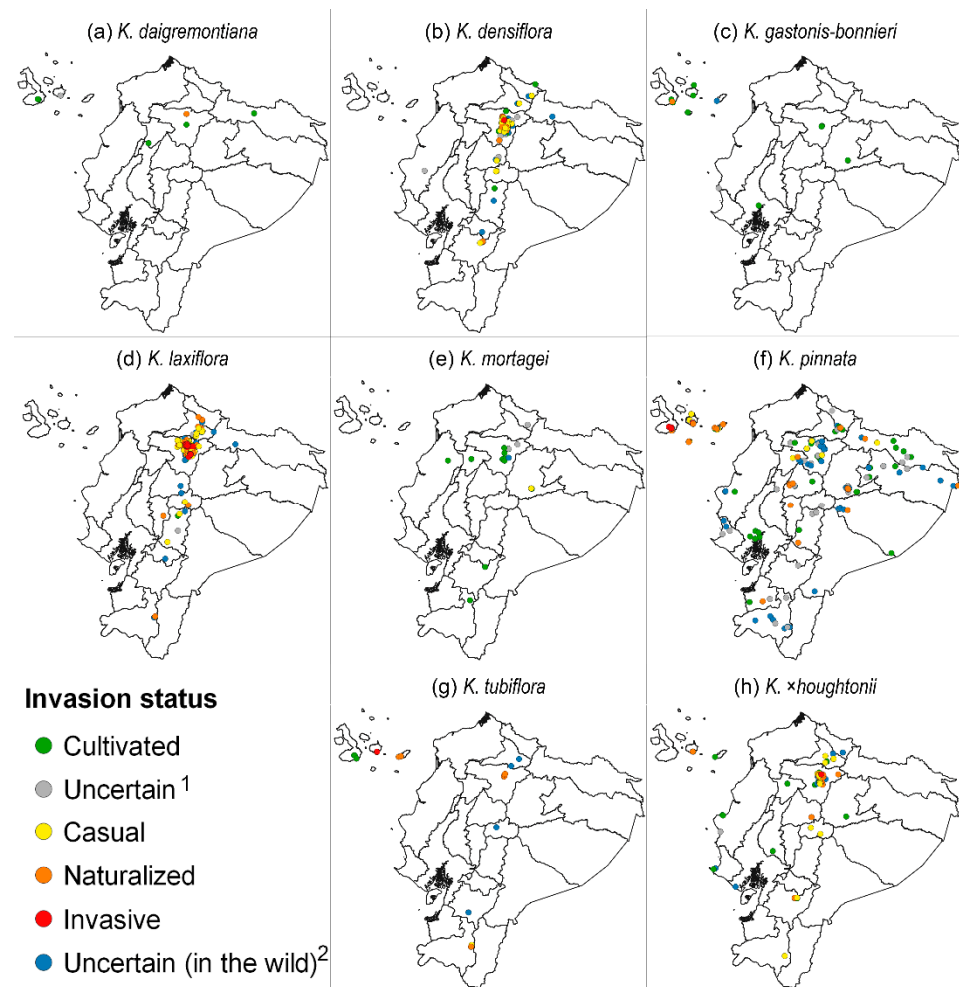 (a) K. daigremontiana
(b) K. densiflora
(c) K. gastonis-bonnieri
(d) K. laxiflora
(e) K. mortagei
(f) K. pinnata
(g) K. tubiflora
(h) K. ×houghtonii
Invasion status
Cultivated
Uncertain 1
Casual
Naturalized
Invasive
Uncertain (in the wild)2